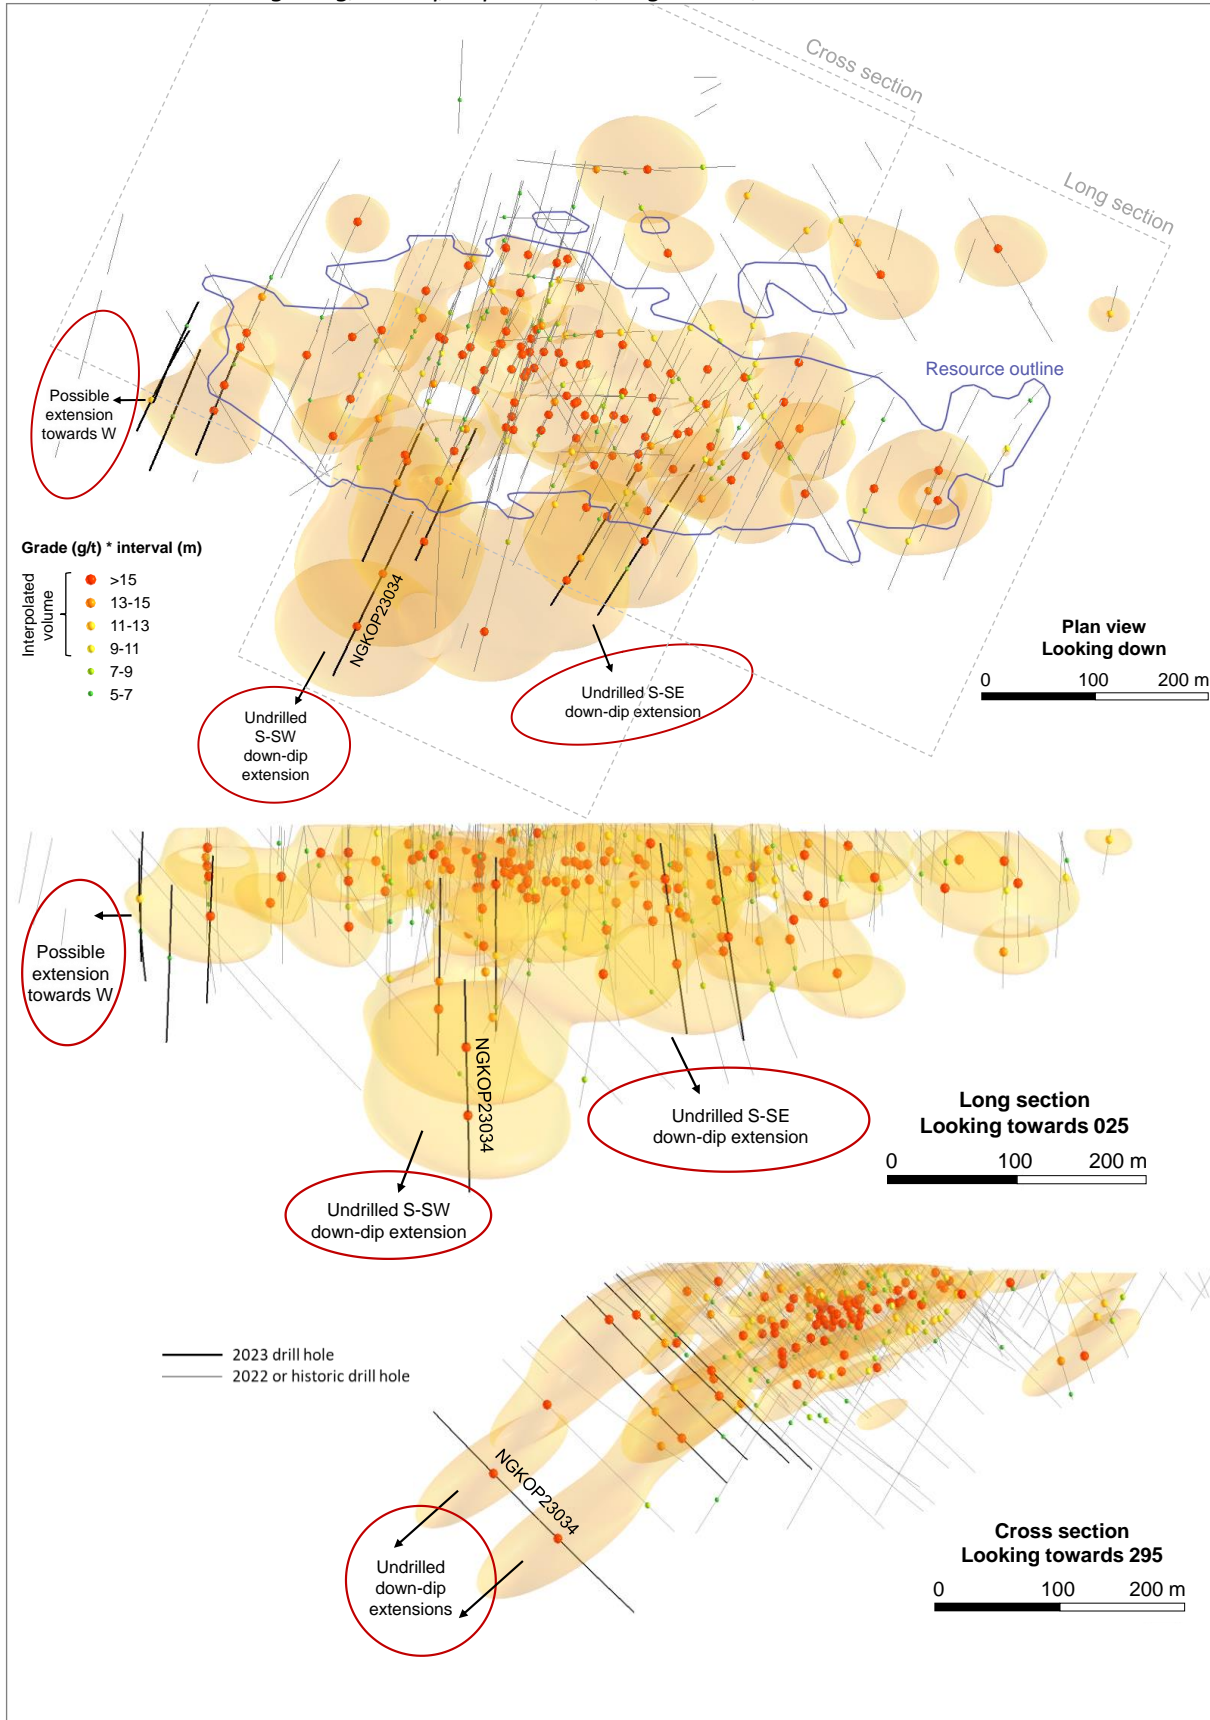 Cross section
Long section
Resource outline
Possible
extension
towards W
Grade (g/t) * interval (m)
Interpolated
volume
>15
13-15
11-13
9-11
7-9
5-7
NGKOP23034
Undrilled
S-SW
down-dip
extension
Undrilled S-SE
down-dip extension
Plan view
Looking down
0 100 200 m
Possible
extension
towards W
NGKOP23034
Undrilled S-SW
down-dip extension
Undrilled S-SE
down-dip extension
Long section
Looking towards 025
0 100 200 m
2023 drill hole
2022 or historic drill hole
NGKOP23034
Undrilled
down-dip
extensions
Cross section
Looking towards 295
0 100 200 m